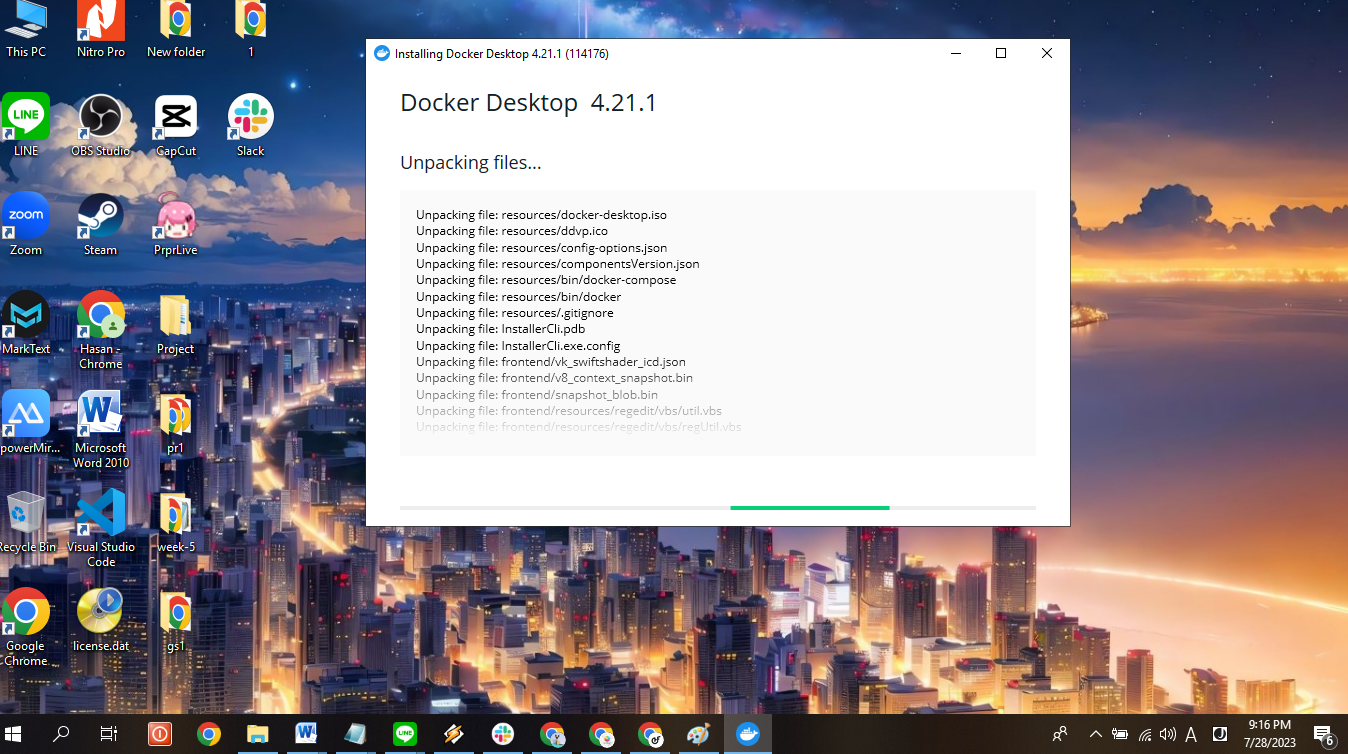 This PC
Nitro Pro
New folder
1
LINE
LINE
OBS Studio
CapCut
Slack
zoom
Zoom
Steam
PrprLive
MarkText
Hasan -
Chrome
Project
powerMir...
Microsoft
Word 2010
pr1
Recycle Bin
Visual Studio
Code
week-5
Google
Chrome
license.dat
gs1
Installing Docker Desktop 4.21.1 (114176)
Docker Desktop 4.21.1
Unpacking files...
Unpacking file: resources/docker-desktop.iso
Unpacking file: resources/ddvp.ico
Unpacking file: resources/config-options.json
Unpacking file: resources/componentsVersion.json
Unpacking file: resources/bin/docker-compose
Unpacking file: resources/bin/docker
Unpacking file: resources/.gitignore
Unpacking file: InstallerCli.pdb
Unpacking file: InstallerCli.exe.config
Unpacking file: frontend/vk_swiftshader_icd.json
Unpacking file: frontend/v8_context_snapshot.bin
Unpacking file: frontend/snapshot_blob.bin
Unpacking file: frontend/resources/regedit/vbs/util.vbs
Unpacking file: frontend/resources/regedit/vbs/regUtil.vbs
LINE
A
J
9:16 PM
7/28/2023
6